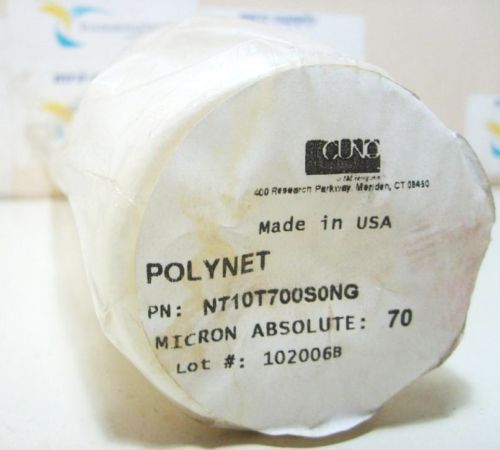 CUNO
400 Research Parkway, Meriden, CT 06450
Made in USA
POLYNET
PN: NT10T700S0NG
MICRON ABSOLUTE: 70
Lot #: 102006B